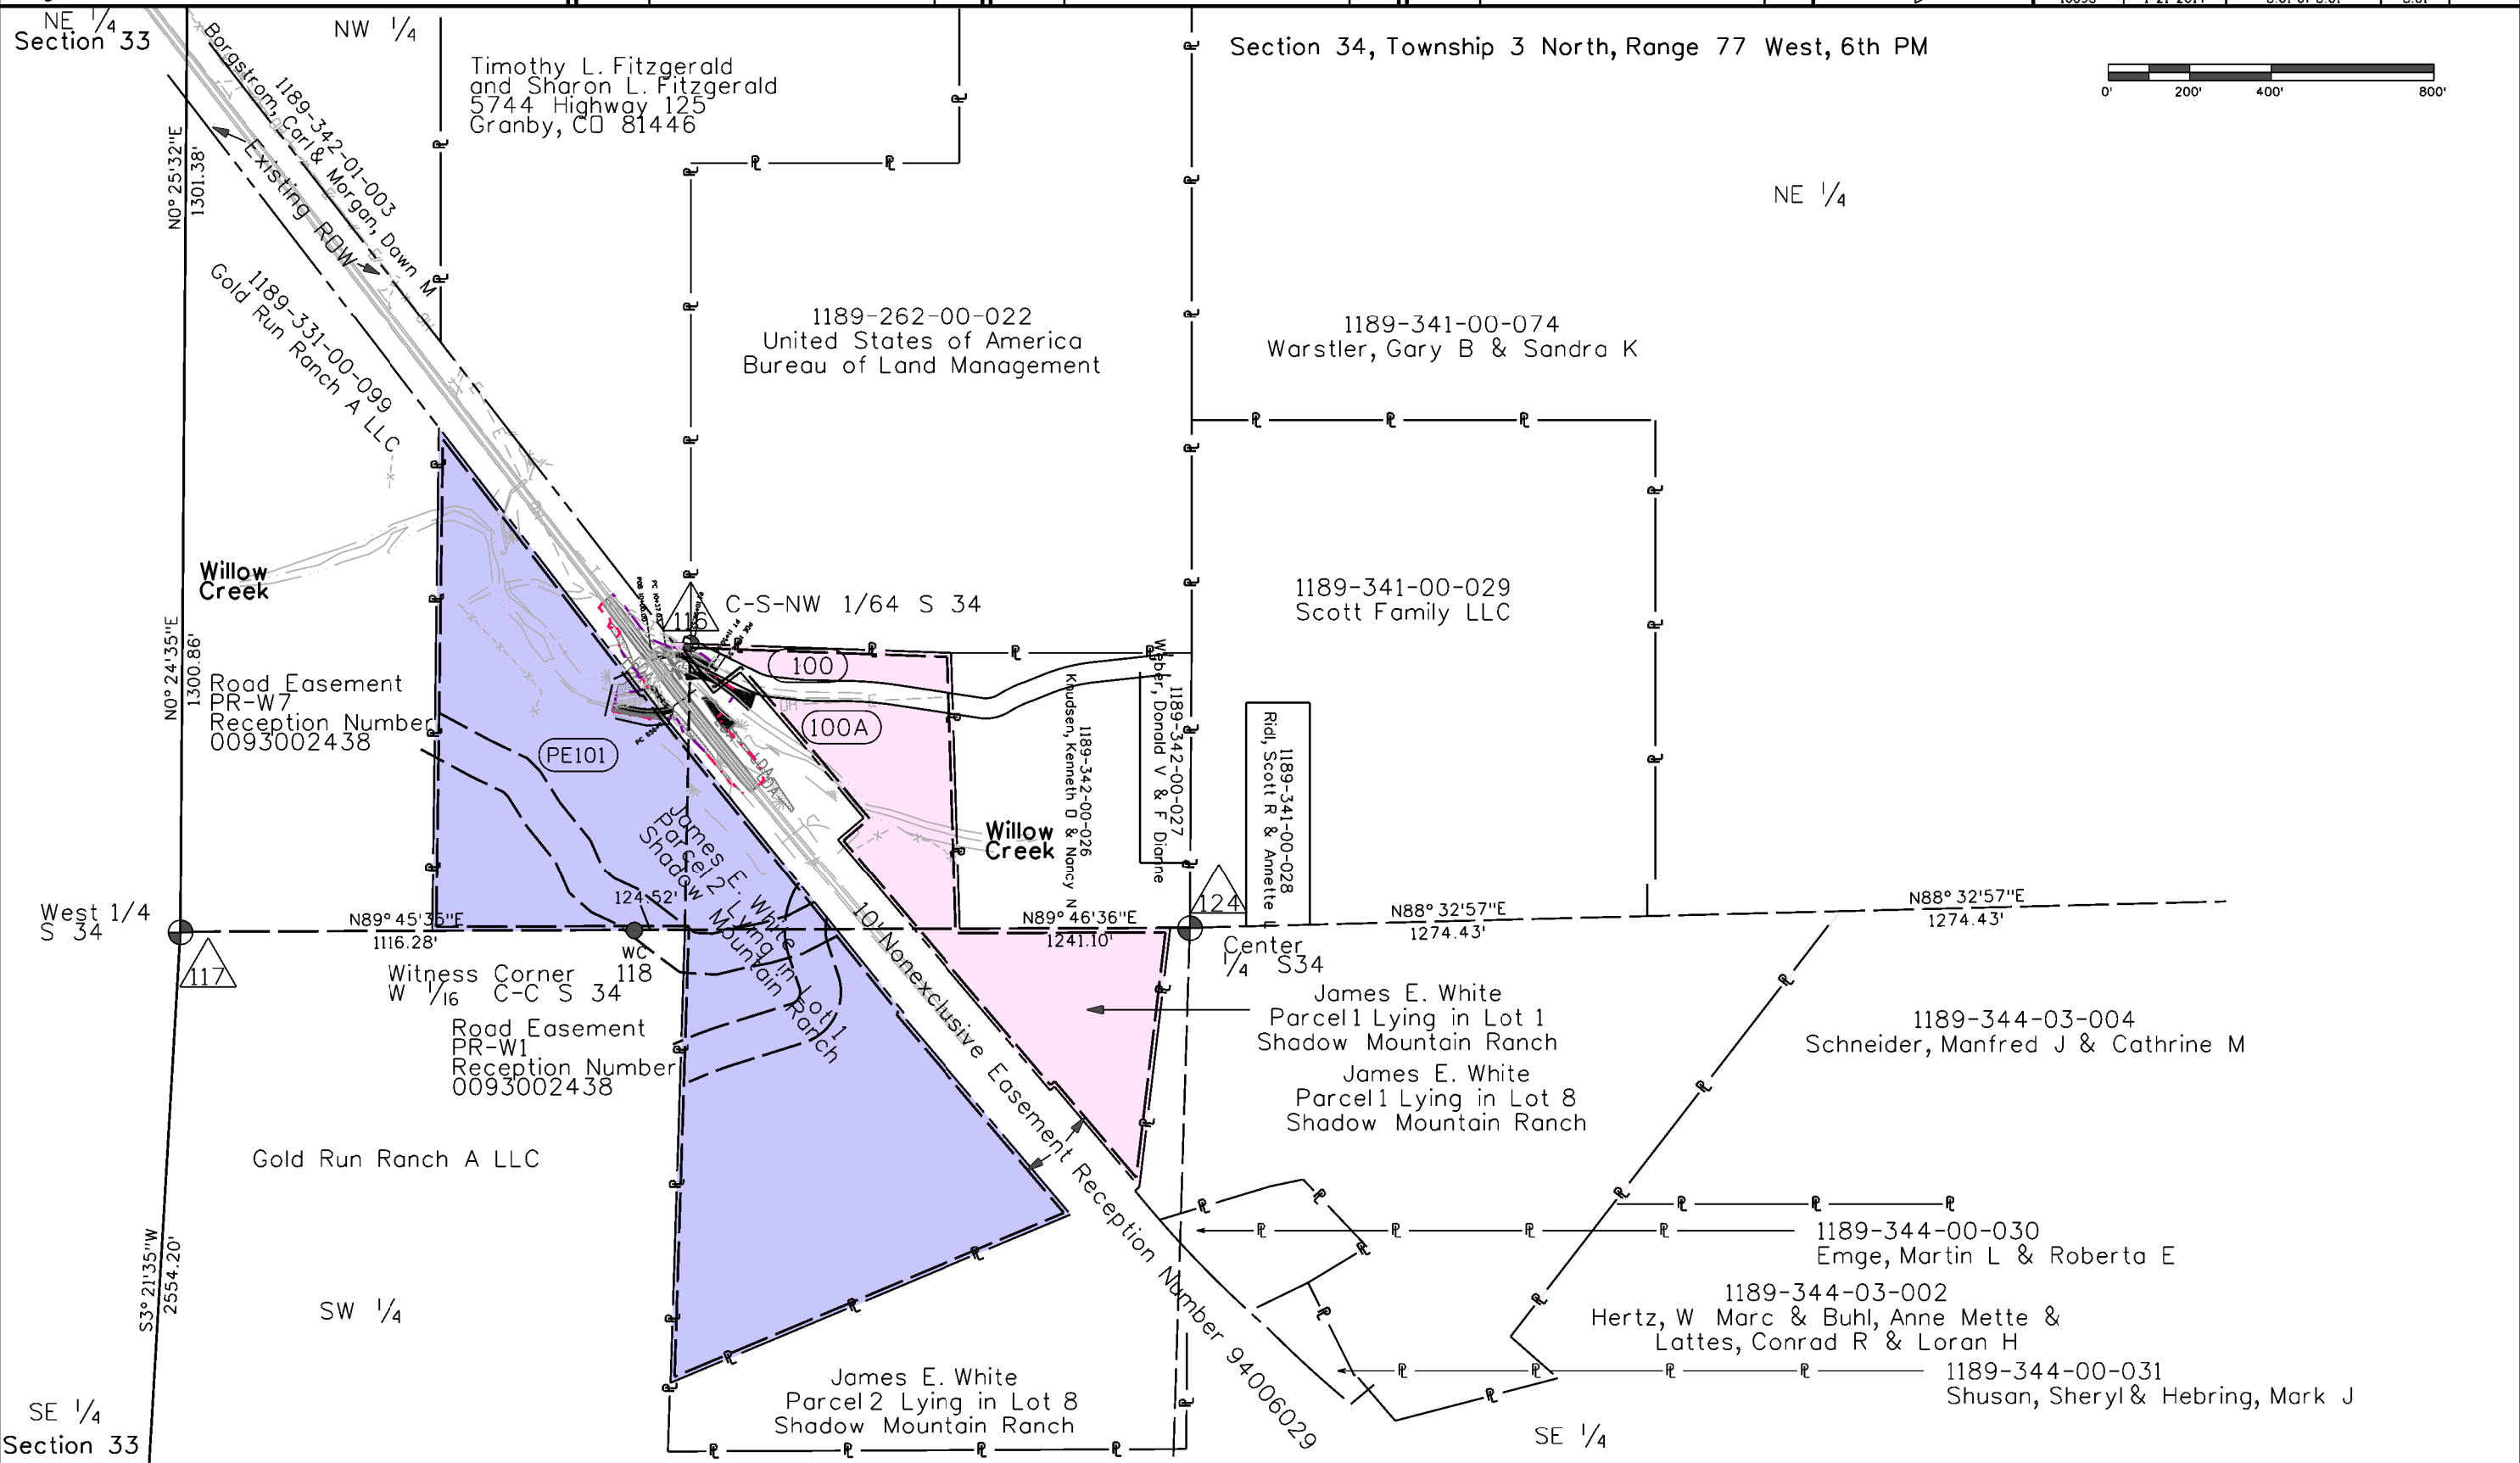 NE 1/4
Section 33
NW 1/4
Timothy L. Fitzgerald
and Sharon L. Fitzgerald
5744 Highway 125
Granby, CO 81446
Section 34, Township 3 North, Range 77 West, 6th PM
0' 200' 400' 800'
NE 1/4
1189-342-01-003
Borgstrom, Carl & Morgan, Dawn M
Existing ROW
N0° 25'32"E
1301.38'
1189-331-00-099
Gold Run Ranch A LLC
1189-262-00-022
United States of America
Bureau of Land Management
1189-341-00-074
Warstler, Gary B & Sandra K
Willow
Creek
116
C-S-NW 1/64 S 34
1189-341-00-029
Scott Family LLC
100
100A
N0° 24'35"E
1300.86'
Road Easement
PR-W7
Reception Number
0093002438
PE101
1189-342-00-026
Knudsen, Kenneth D & Nancy N
1189-342-00-027
Weber, Donald V & F Dianne
1189-341-00-028
Ridl, Scott R & Annette L
James E. White
Parcel 2 Lying in Lot 1
Shadow Mountain Ranch
Willow
Creek
124.52'
West 1/4
S 34
117
N89° 45'35"E
1116.28'
WC
118
Witness Corner
W 1/16 C-C S 34
N89° 46'36"E
1241.10'
124
Center
1/4 S34
N88° 32'57"E
1274.43'
N88° 32'57"E
1274.43'
10' Nonexclusive Easement Reception Number 94006029
Road Easement
PR-W1
Reception Number
0093002438
James E. White
Parcel 1 Lying in Lot 1
Shadow Mountain Ranch
James E. White
Parcel 1 Lying in Lot 8
Shadow Mountain Ranch
1189-344-03-004
Schneider, Manfred J & Cathrine M
Gold Run Ranch A LLC
1189-344-00-030
Emge, Martin L & Roberta E
1189-344-03-002
Hertz, W Marc & Buhl, Anne Mette &
Lattes, Conrad R & Loran H
1189-344-00-031
Shusan, Sheryl & Hebring, Mark J
S3° 21'35"W
2554.20'
SW 1/4
James E. White
Parcel 2 Lying in Lot 8
Shadow Mountain Ranch
SE 1/4
Section 33
SE 1/4